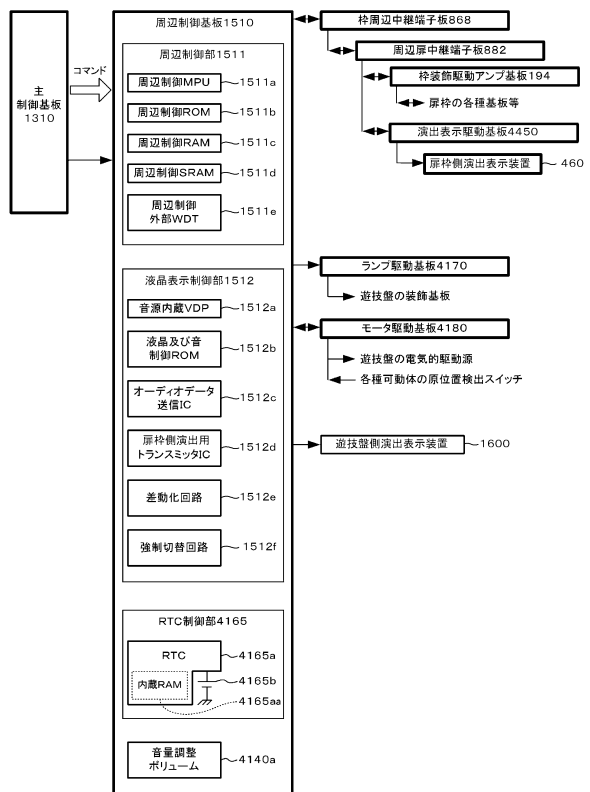 主
制御基板
1310
コマンド
周辺制御基板1510
周辺制御部1511
周辺制御MPU
1511a
周辺制御ROM
1511b
周辺制御RAM
1511c
周辺制御SRAM
1511d
周辺制御
外部WDT
1511e
液晶表示制御部1512
音源内蔵VDP
1512a
液晶及び音
制御ROM
1512b
オーディオデータ
送信IC
1512c
扉枠側演出用
トランスミッタIC
1512d
差動化回路
1512e
強制切替回路
1512f
RTC制御部4165
RTC
4165a
内蔵RAM
4165b
4165aa
音量調整
ボリューム
4140a
枠周辺中継端子板868
周辺扉中継端子板882
枠装飾駆動アンプ基板194
扉枠の各種基板等
演出表示駆動基板4450
扉枠側演出表示装置
460
ランプ駆動基板4170
遊技盤の装飾基板
モータ駆動基板4180
遊技盤の電気的駆動源
各種可動体の原位置検出スイッチ
遊技盤側演出表示装置
1600